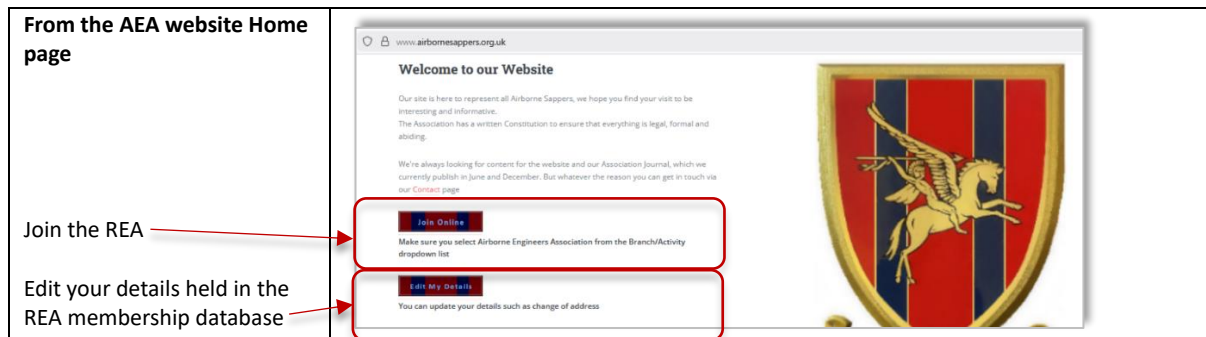 From the AEA website Home
page
Join the REA
Edit your details held in the
REA membership database
www.airbornesappers.org.uk
Welcome to our Website
Our site is here to represent all Airborne Sappers, we hope you find your visit to be
interesting and informative.
The Association has a written Constitution to ensure that everything is legal, formal and
abiding.
We're always looking for content for the website and our Association Journal, which we
currently publish in June and December. But whatever the reason you can get in touch via
our Contact page
Join Online
Make sure you select Airborne Engineers Association from the Branch/Activity
dropdown list
Edit My Details
You can update your details such as change of address